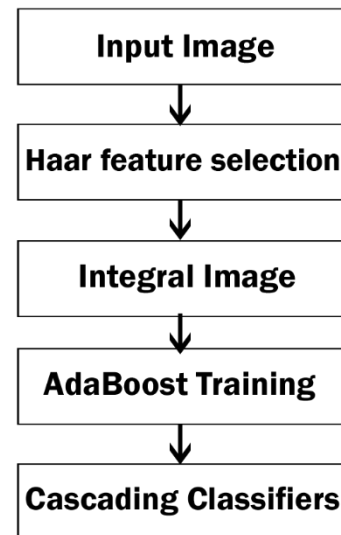 Input Image
Haar feature selection
Integral Image
AdaBoost Training
Cascading Classifiers